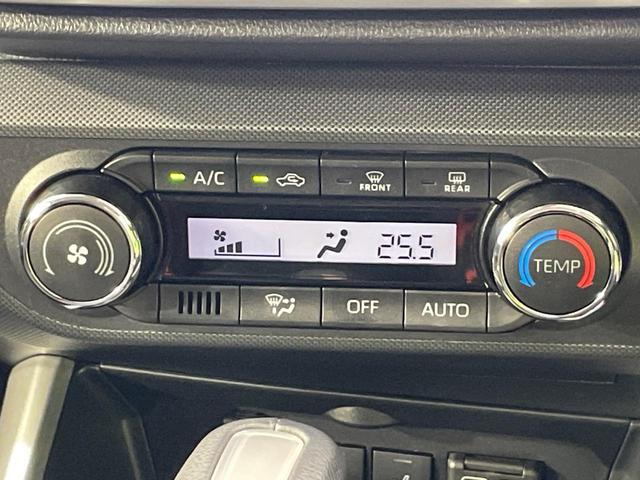 A/C
FRONT
REAR
25.5
TEMP
OFF
AUTO